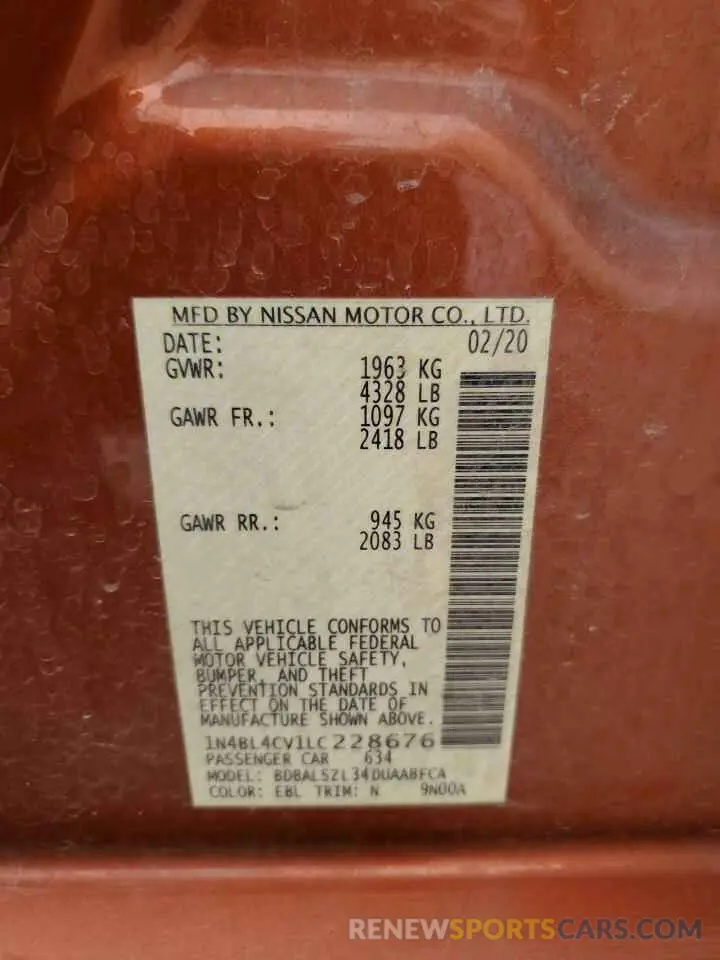 MFD BY NISSAN MOTOR CO., LTD.
DATE: 02/20
GVWR: 1963 KG
4328 LB
GAWR FR.: 1097 KG
2418 LB
GAWR RR.: 945 KG
2083 LB
THIS VEHICLE CONFORMS TO
ALL APPLICABLE FEDERAL
MOTOR VEHICLE SAFETY,
BUMPER, AND THEFT
PREVENTION STANDARDS IN
EFFECT ON THE DATE OF
MANUFACTURE SHOWN ABOVE.
1N4BL4CV1LC228676
PASSENGER CAR 634
MODEL: BDBALSZL34DUAABFCA
COLOR: EBL TRIM: N 9N00A
RENEWSPORTSCARS.COM